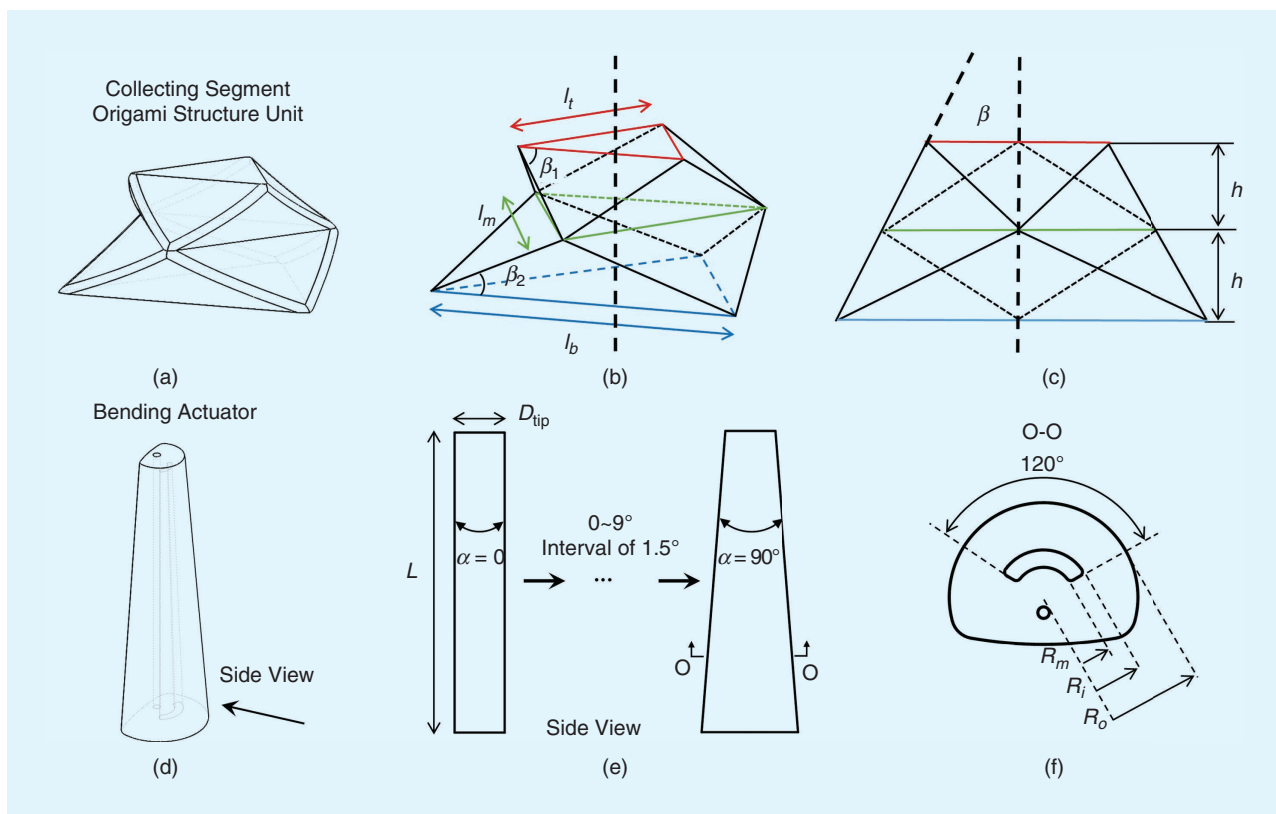 Collecting Segment
Origami Structure Unit
l_t
β_1
l_m
β_2
l_b
β
h
h
(a)
(b)
(c)
Bending Actuator
Side View
D_tip
L
α = 0
0~9°
Interval of 1.5°
...
α = 90°
O
O
Side View
O-O
120°
R_m
R_i
R_o
(d)
(e)
(f)